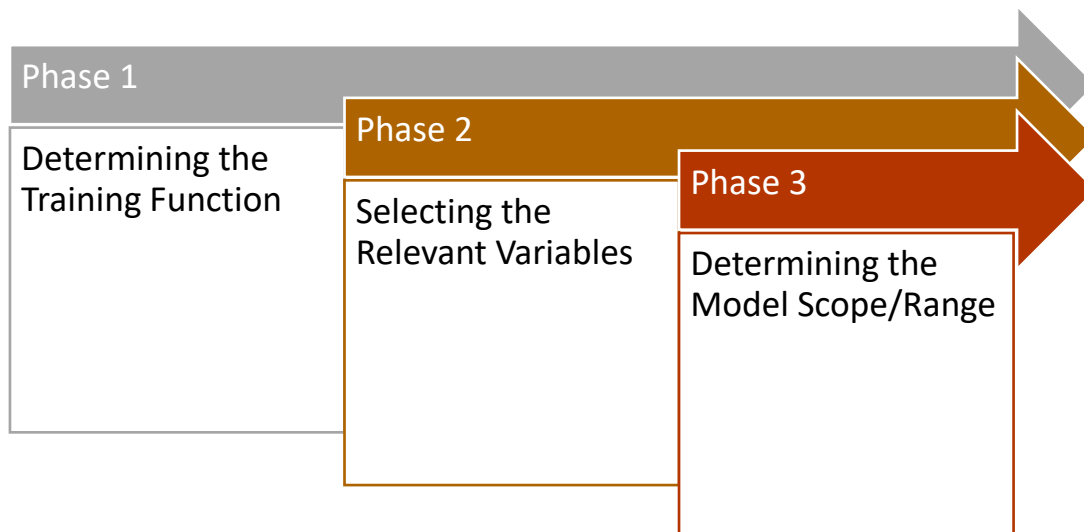 Phase 1
Determining the
Training Function
Phase 2
Selecting the
Relevant Variables
Phase 3
Determining the
Model Scope/Range